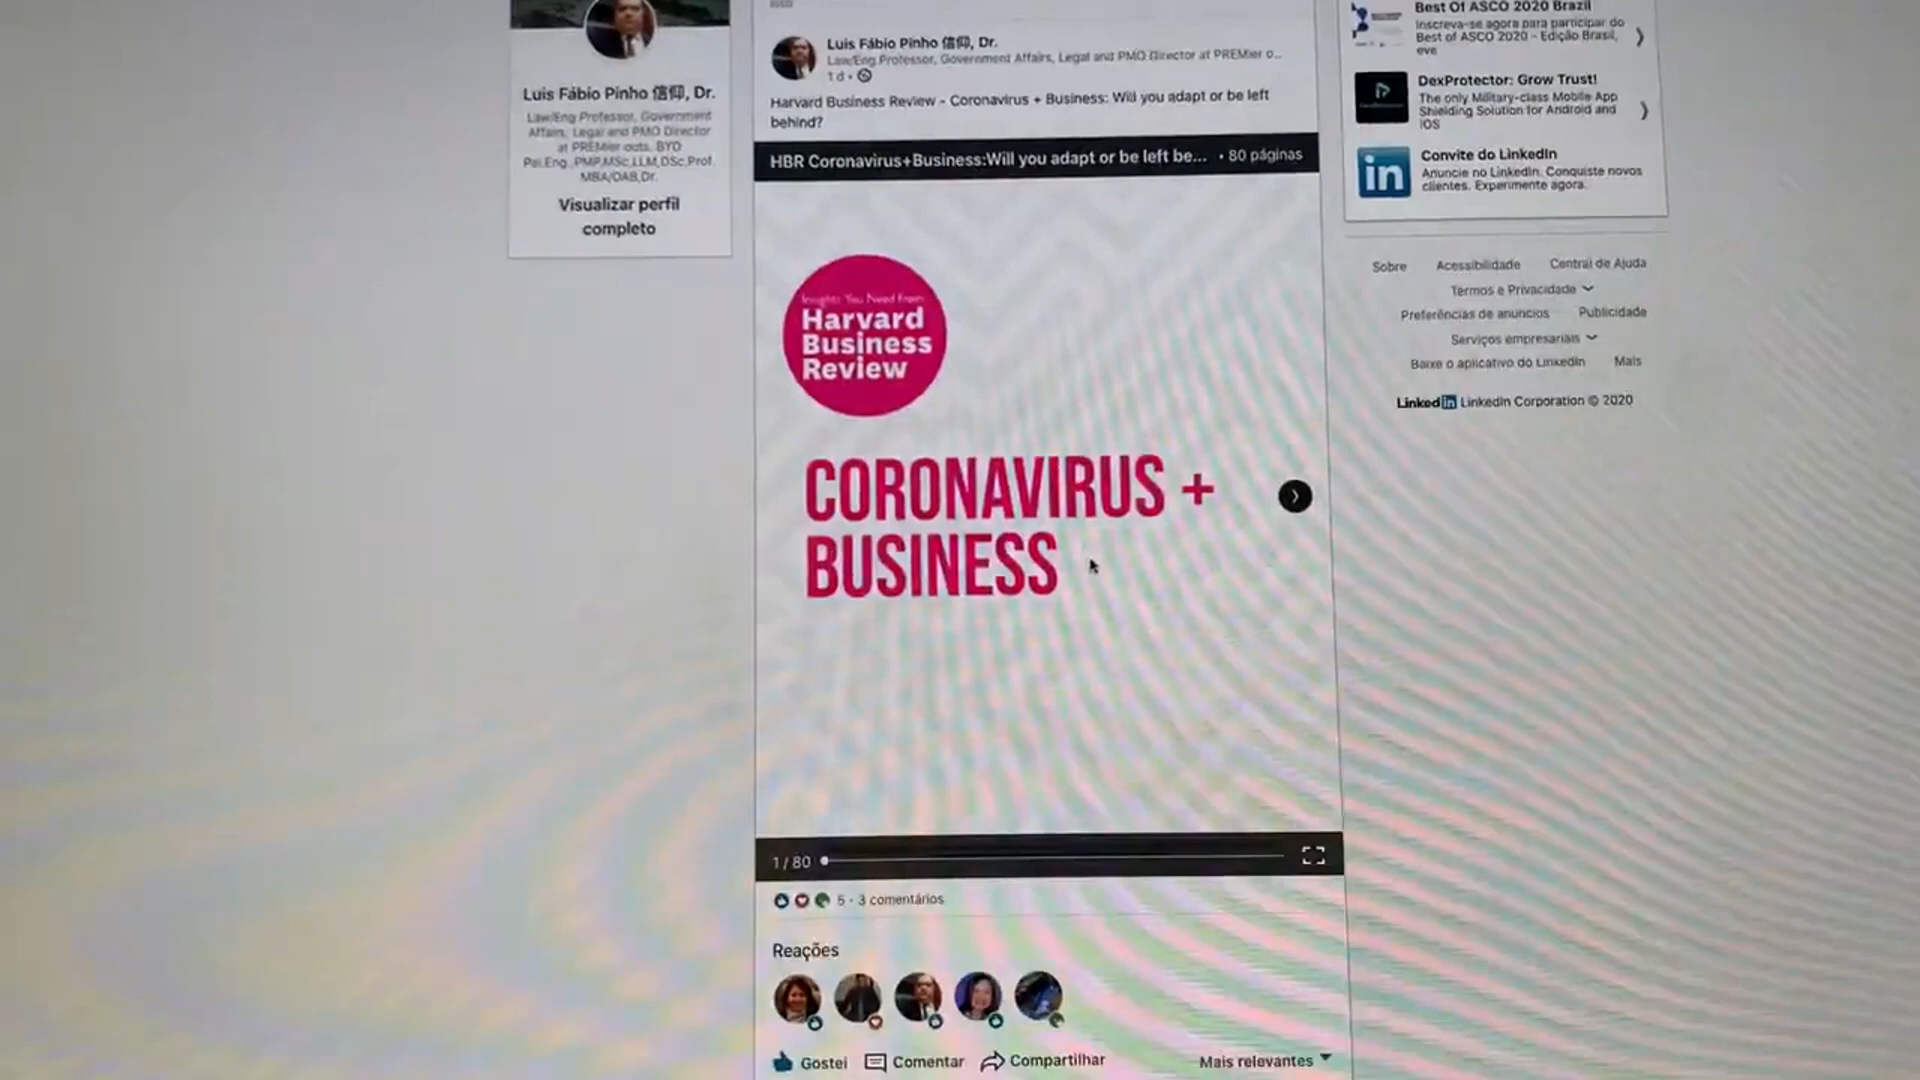 Luis Fábio Pinho 信仰, Dr.
Law/Eng Professor, Government
Affairs, Legal and PMO Director
at PREMier outs. BYD
Pai,Eng.,PMP,MSc,LLM,DSc,Prof.
MBA/OAB,Dr.
Visualizar perfil
completo
Luis Fábio Pinho 信仰, Dr.
Law/Eng Professor, Government Affairs, Legal and PMO Director at PREMier o...
1 d •
Harvard Business Review - Coronavirus + Business: Will you adapt or be left
behind?
HBR Coronavirus+Business:Will you adapt or be left be... • 80 páginas
Insights You Need from
Harvard
Business
Review
CORONAVIRUS +
BUSINESS
1 / 80
5 · 3 comentários
Reações
Gostei Comentar Compartilhar Mais relevantes
Best Of ASCO 2020 Brazil
Inscreva-se agora para participar do
Best of ASCO 2020 - Edição Brasil,
eve
DexProtector: Grow Trust!
The only Military-class Mobile App
Shielding Solution for Android and
iOS
in
Convite do LinkedIn
Anuncie no LinkedIn. Conquiste novos
clientes. Experimente agora.
Sobre Acessibilidade Central de Ajuda
Termos e Privacidade
Preferências de anúncios Publicidade
Serviços empresariais
Baixe o aplicativo do LinkedIn Mais
LinkedIn LinkedIn Corporation © 2020